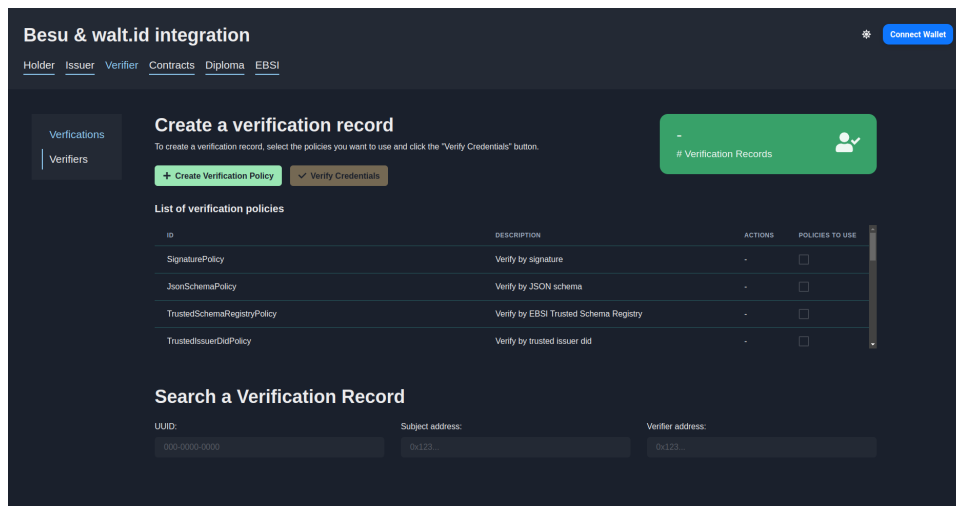 Besu & walt.id integration
Connect Wallet
Holder Issuer Verifier Contracts Diploma EBSI
Verfications
Verifiers
Create a verification record
To create a verification record, select the policies you want to use and click the "Verify Credentials" button.
Create Verification Policy
Verify Credentials
-
# Verification Records
List of verification policies
ID DESCRIPTION ACTIONS POLICIES TO USE
SignaturePolicy Verify by signature -
JsonSchemaPolicy Verify by JSON schema -
TrustedSchemaRegistryPolicy Verify by EBSI Trusted Schema Registry -
TrustedIssuerDidPolicy Verify by trusted issuer did -
Search a Verification Record
UUID: Subject address: Verifier address:
000-0000-0000 0x123... 0x123...